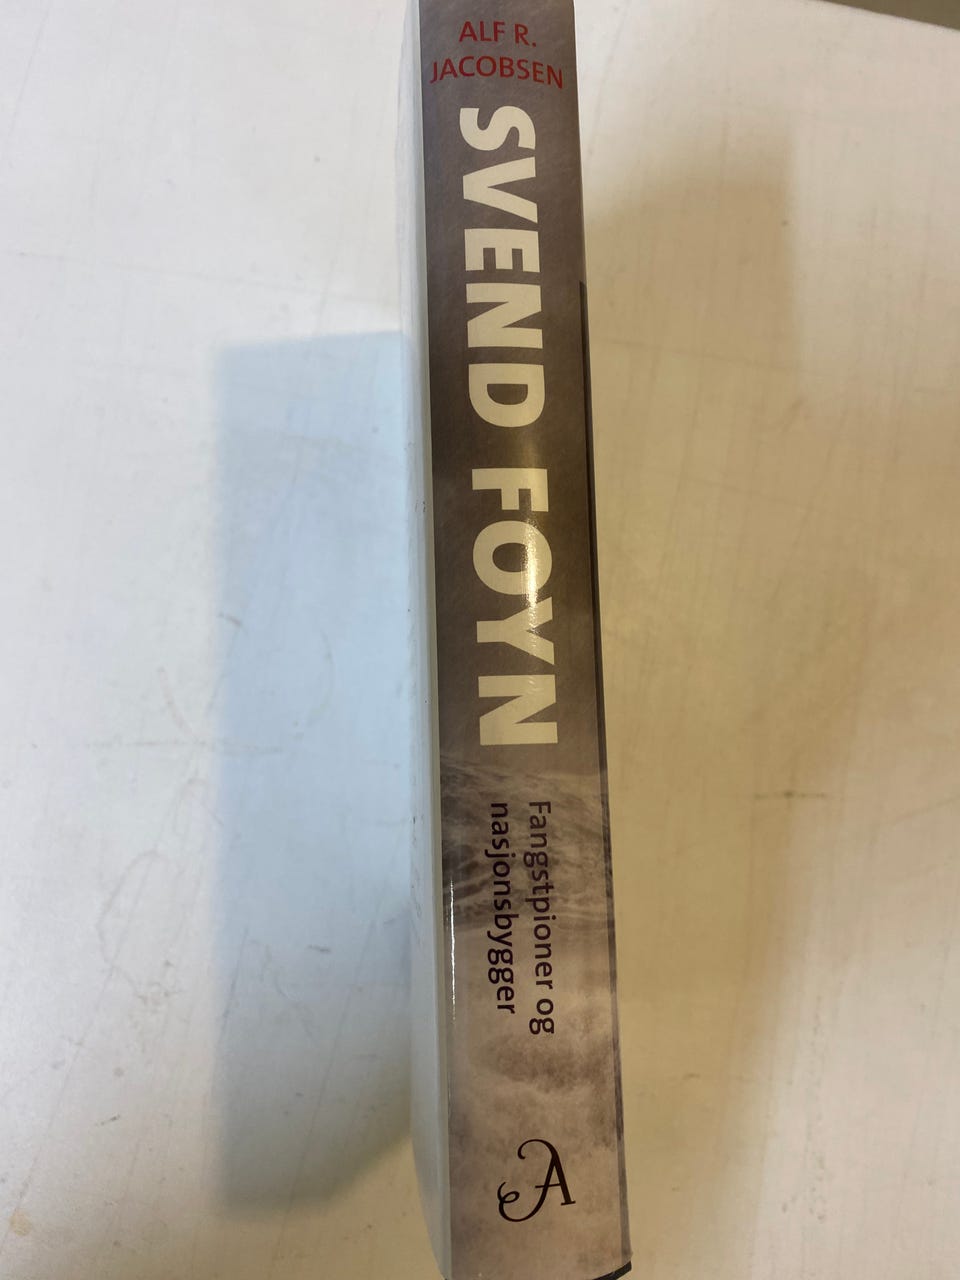 ALF R.
JACOBSEN
SVEND FOYN
Fangstpioner og
nasjonsbygger
A